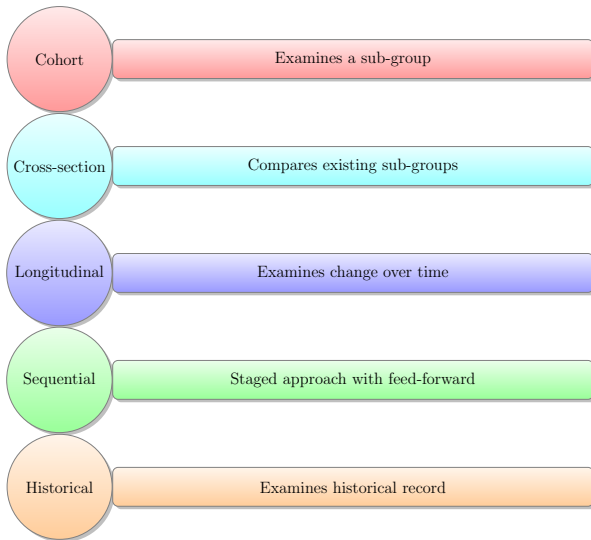 Cohort
Examines a sub-group
Cross-section
Compares existing sub-groups
Longitudinal
Examines change over time
Sequential
Staged approach with feed-forward
Historical
Examines historical record